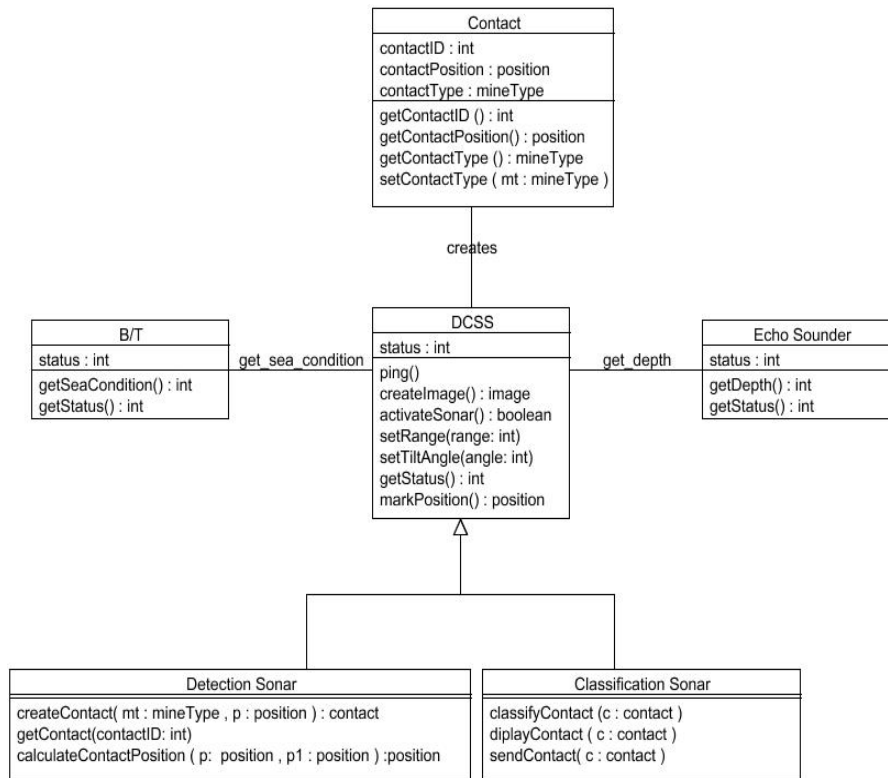 Contact
contactID : int
contactPosition : position
contactType : mineType
getContactID () : int
getContactPosition() : position
getContactType () : mineType
setContactType ( mt : mineType )
creates
B/T
status : int
getSeaCondition() : int
getStatus() : int
get_sea_condition
DCSS
status : int
ping()
createImage() : image
activateSonar() : boolean
setRange(range: int)
setTiltAngle(angle: int)
getStatus() : int
markPosition() : position
get_depth
Echo Sounder
status : int
getDepth() : int
getStatus() : int
Detection Sonar
createContact( mt : mineType , p : position ) : contact
getContact(contactID: int)
calculateContactPosition ( p: position , p1 : position ) :position
Classification Sonar
classifyContact (c : contact )
diplayContact ( c : contact )
sendContact( c : contact )